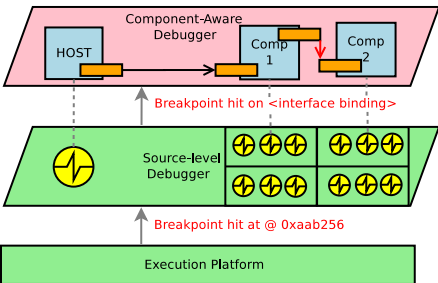 Component-Aware
Debugger
HOST
Comp
1
Comp
2
Breakpoint hit on <interface binding>
Source-level
Debugger
Breakpoint hit at @ 0xaab256
Execution Platform